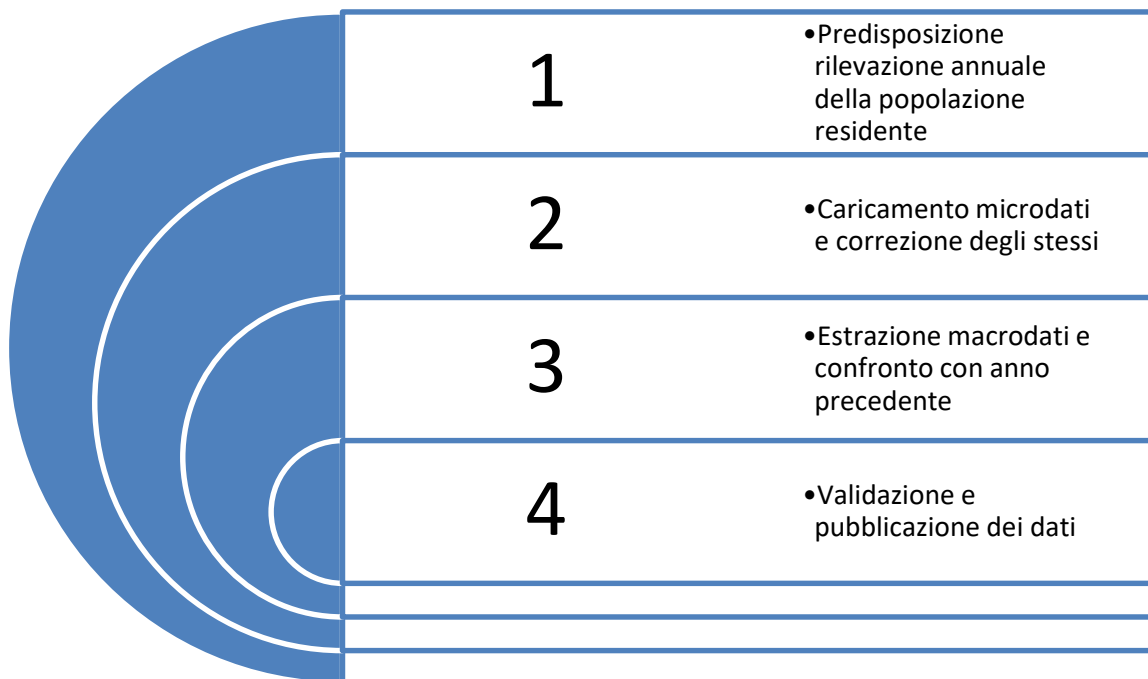 1
•Predisposizione
rilevazione annuale
della popolazione
residente
2
•Caricamento microdati
e correzione degli stessi
3
•Estrazione macrodati e
confronto con anno
precedente
4
•Validazione e
pubblicazione dei dati